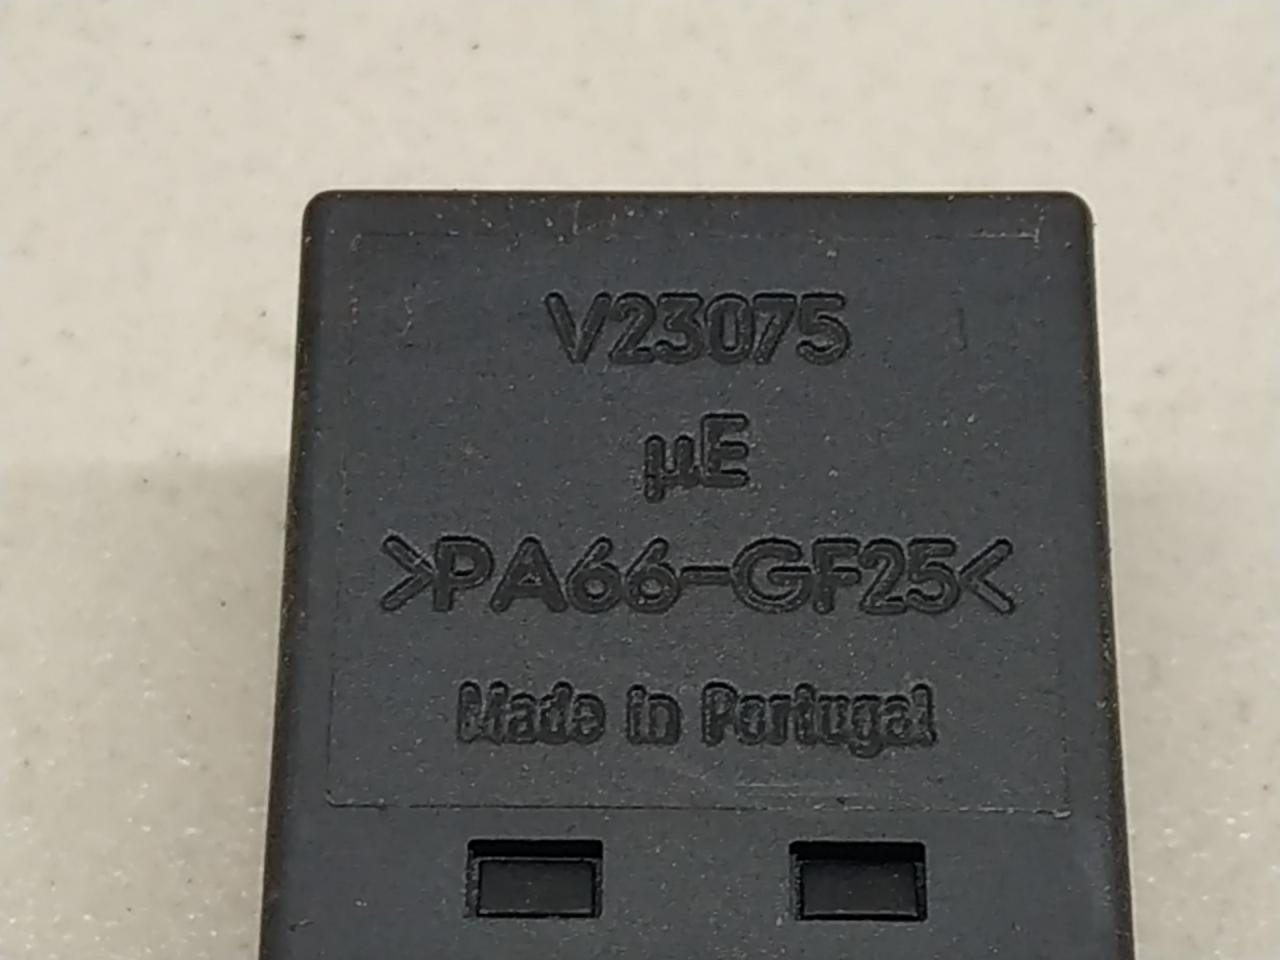 V23075
µE
>PA66-GF25<
Made in Portugal